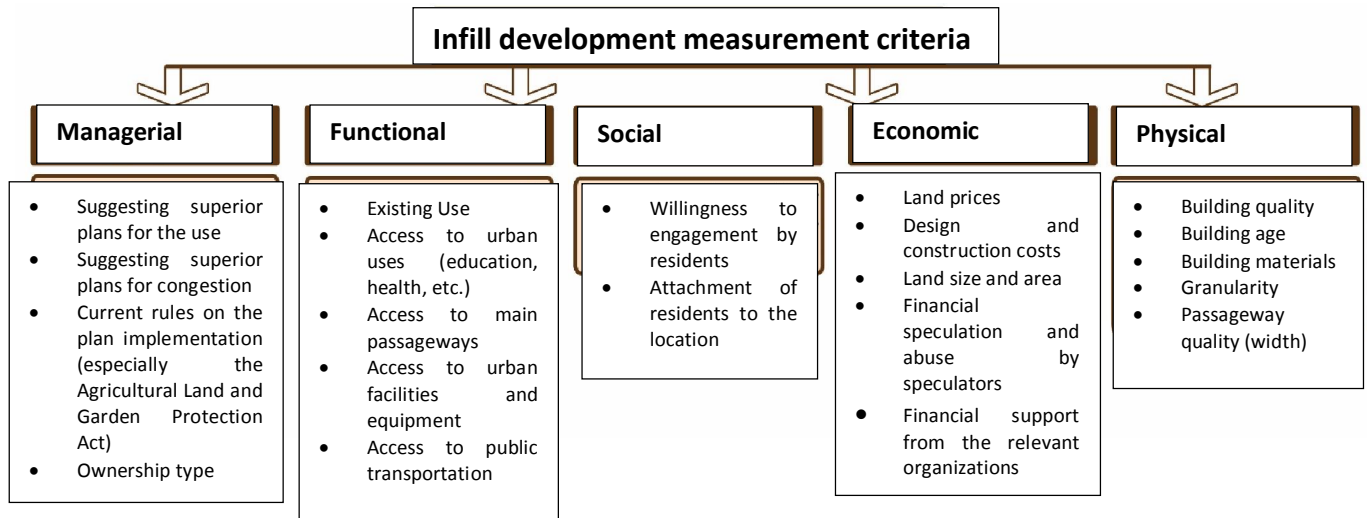 Infill development measurement criteria
Managerial
Functional
Social
Economic
Physical
• Suggesting superior
plans for the use
• Suggesting superior
plans for congestion
• Current rules on the
plan implementation
(especially the
Agricultural Land and
Garden Protection
Act)
• Ownership type
• Existing Use
• Access to urban
uses (education,
health, etc.)
• Access to main
passageways
• Access to urban
facilities and
equipment
• Access to public
transportation
• Willingness to
engagement by
residents
• Attachment of
residents to the
location
• Land prices
• Design and
construction costs
• Land size and area
• Financial
speculation and
abuse by
speculators
• Financial support
from the relevant
organizations
• Building quality
• Building age
• Building materials
• Granularity
• Passageway
quality (width)